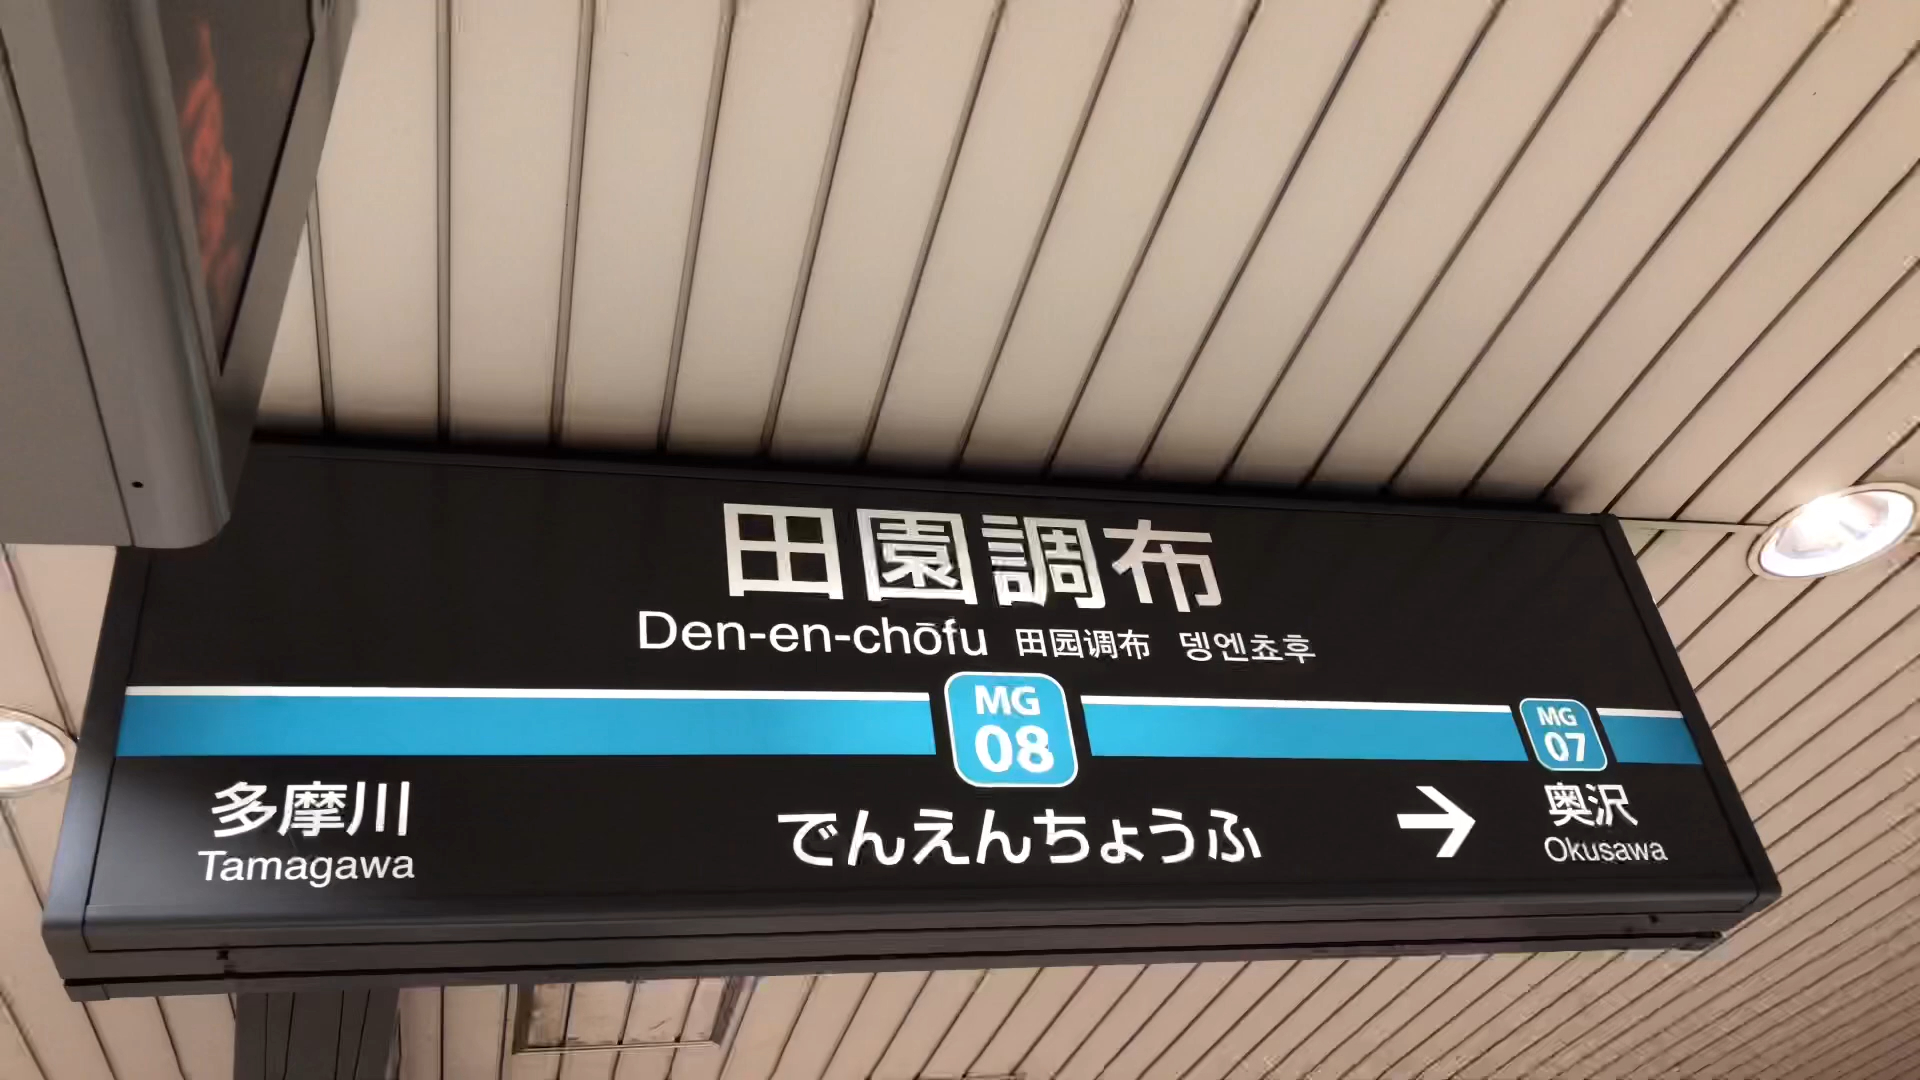 田園調布
Den-en-chōfu 田园调布 뎅엔쵸후
MG
08
MG
07
多摩川
Tamagawa
でんえんちょうふ
→
奥沢
Okusawa